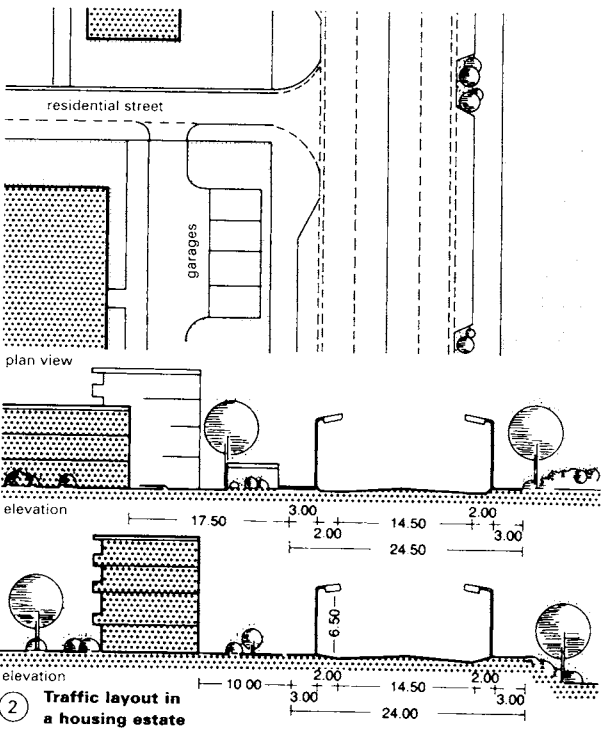 residential street
garages
plan view
elevation
17.50
3.00
2.00
14.50
2.00
3.00
24.50
6.50
elevation
10 00
3.00
2.00
14.50
2.00
3.00
24.00
2 Traffic layout in
a housing estate